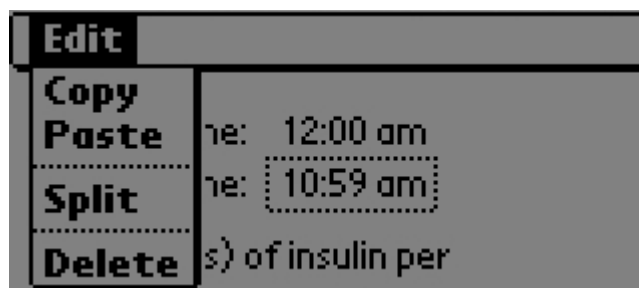 Edit
Copy
Paste
ne: 12:00 am
Split
ne: 10:59 am
Delete
s) of insulin per